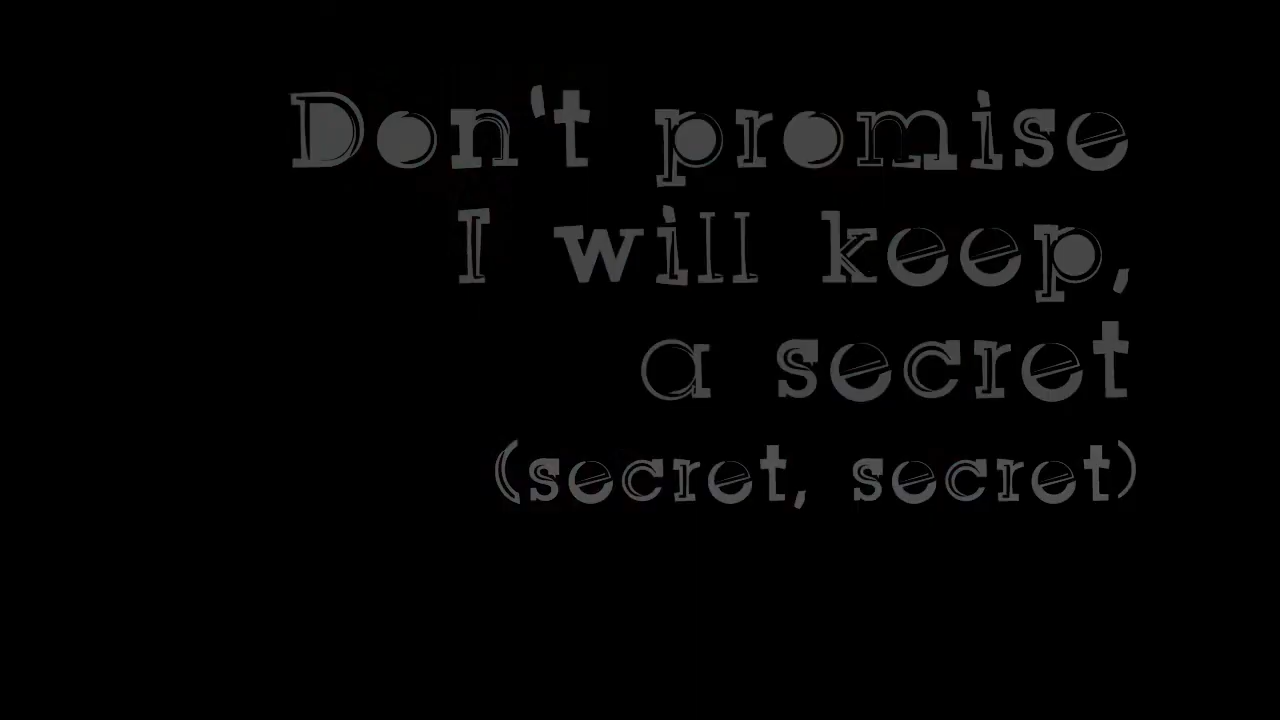 Don't promise
I will keep,
a secret
(secret, secret)